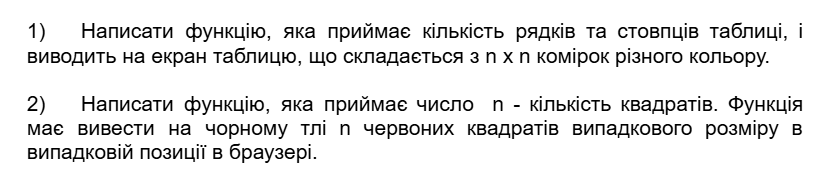 1) Написати функцію, яка приймає кількість рядків та стовпців таблиці, і
виводить на екран таблицю, що складається з n x n комірок різного кольору.
2) Написати функцію, яка приймає число n - кількість квадратів. Функція
має вивести на чорному тлі n червоних квадратів випадкового розміру в
випадковій позиції в браузері.